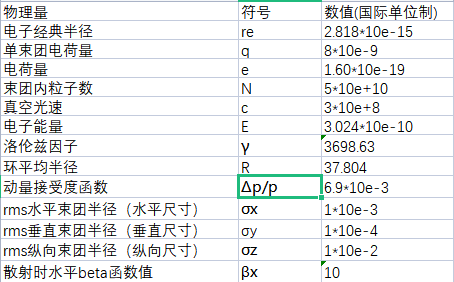 物理量 符号 数值(国际单位制)
电子经典半径 re 2.818*10e-15
单束团电荷量 q 8*10e-9
电荷量 e 1.60*10e-19
束团内粒子数 N 5*10e+10
真空光速 c 3*10e+8
电子能量 E 3.024*10e-10
洛伦兹因子 γ 3698.63
环平均半径 R 37.804
动量接受度函数 Δp/p 6.9*10e-3
rms水平束团半径（水平尺寸） σx 1*10e-3
rms垂直束团半径（垂直尺寸） σy 1*10e-4
rms纵向束团半径（纵向尺寸） σz 1*10e-2
散射时水平beta函数值 βx 10